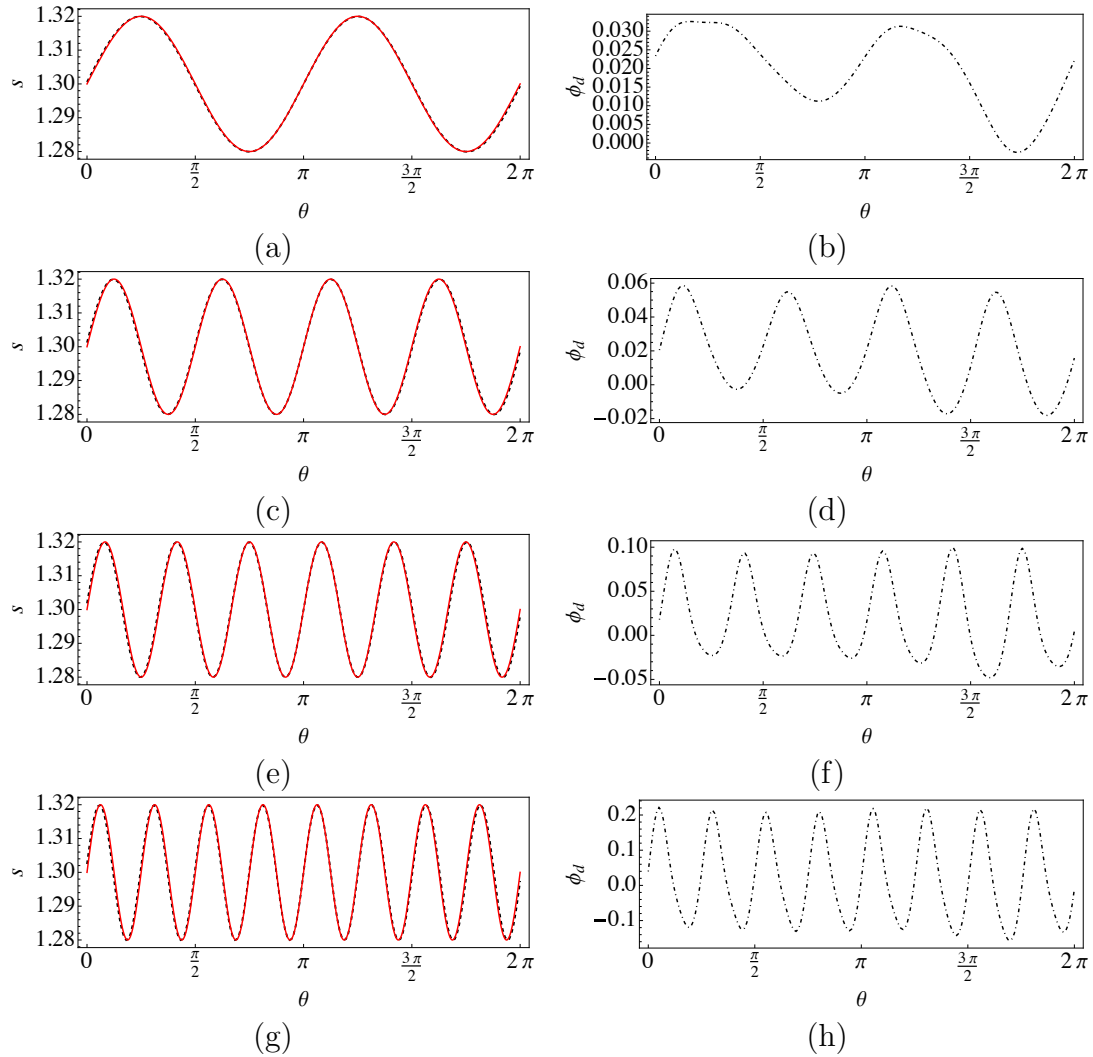 s
1.32
1.31
1.30
1.29
1.28
0
π/2
π
3π/2
2π
θ
(a)
ϕ_d
0.030
0.025
0.020
0.015
0.010
0.005
0.000
0
π/2
π
3π/2
2π
θ
(b)
s
1.32
1.31
1.30
1.29
1.28
0
π/2
π
3π/2
2π
θ
(c)
ϕ_d
0.06
0.04
0.02
0.00
−0.02
0
π/2
π
3π/2
2π
θ
(d)
s
1.32
1.31
1.30
1.29
1.28
0
π/2
π
3π/2
2π
θ
(e)
ϕ_d
0.10
0.05
0.00
−0.05
0
π/2
π
3π/2
2π
θ
(f)
s
1.32
1.31
1.30
1.29
1.28
0
π/2
π
3π/2
2π
θ
(g)
ϕ_d
0.2
0.1
0.0
−0.1
0
π/2
π
3π/2
2π
θ
(h)